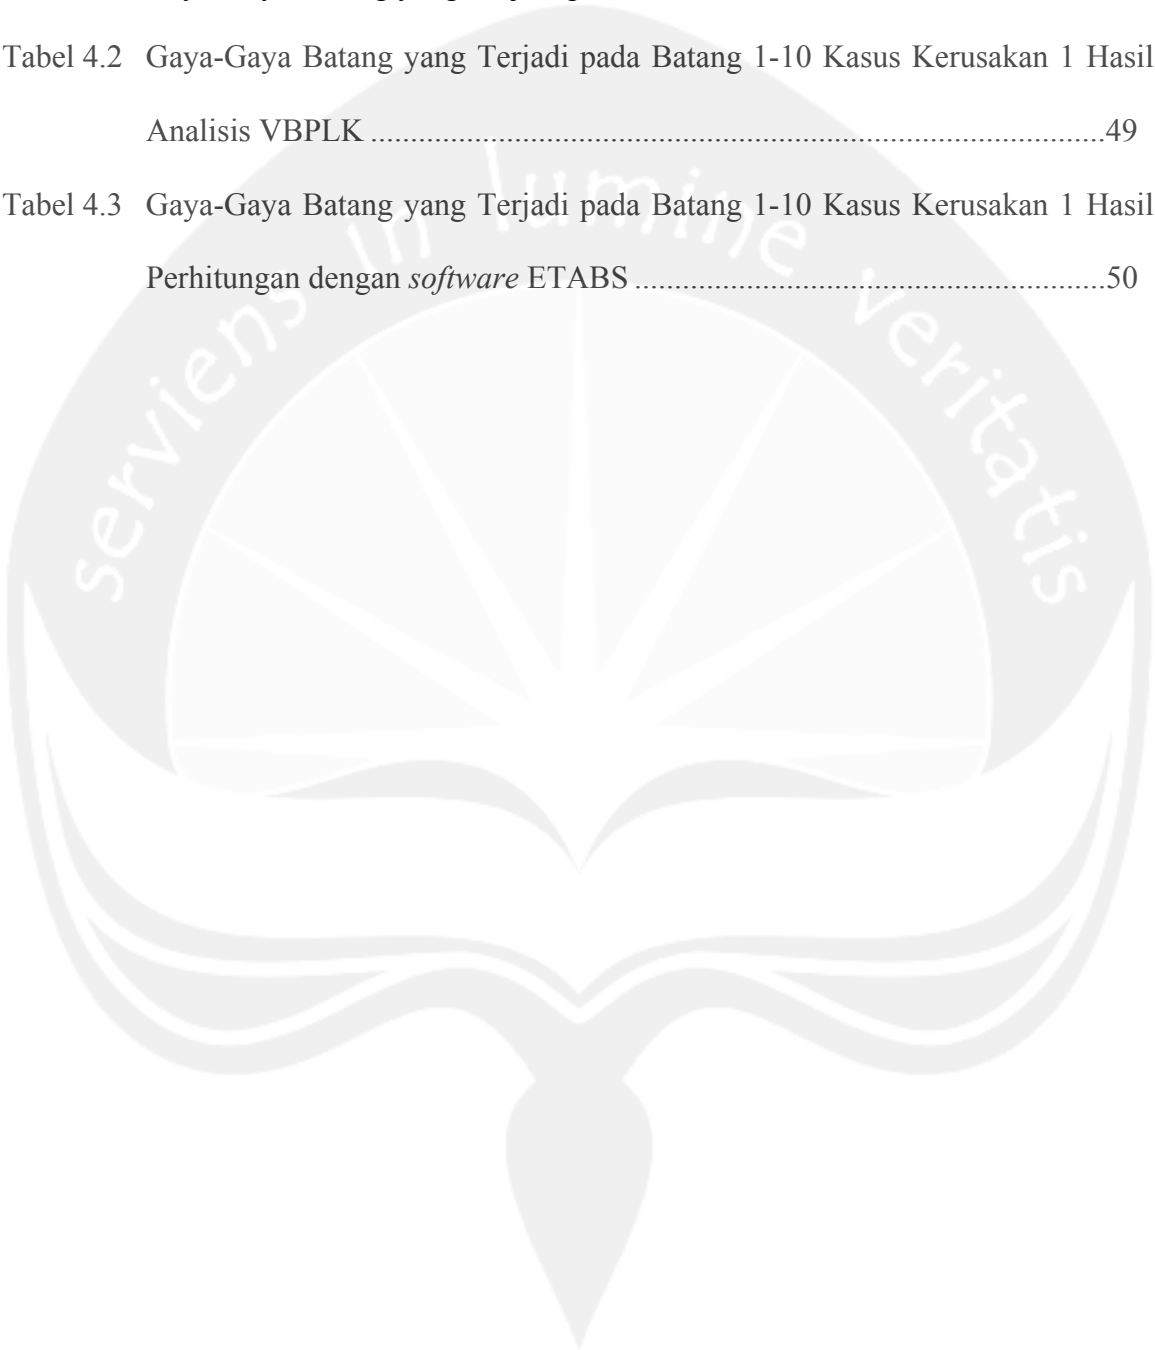 Tabel 4.2 Gaya-Gaya Batang yang Terjadi pada Batang 1-10 Kasus Kerusakan 1 Hasil
Analisis VBPLK ............................................................................................49
Tabel 4.3 Gaya-Gaya Batang yang Terjadi pada Batang 1-10 Kasus Kerusakan 1 Hasil
Perhitungan dengan software ETABS ...........................................................50
serviens in lumine veritatis